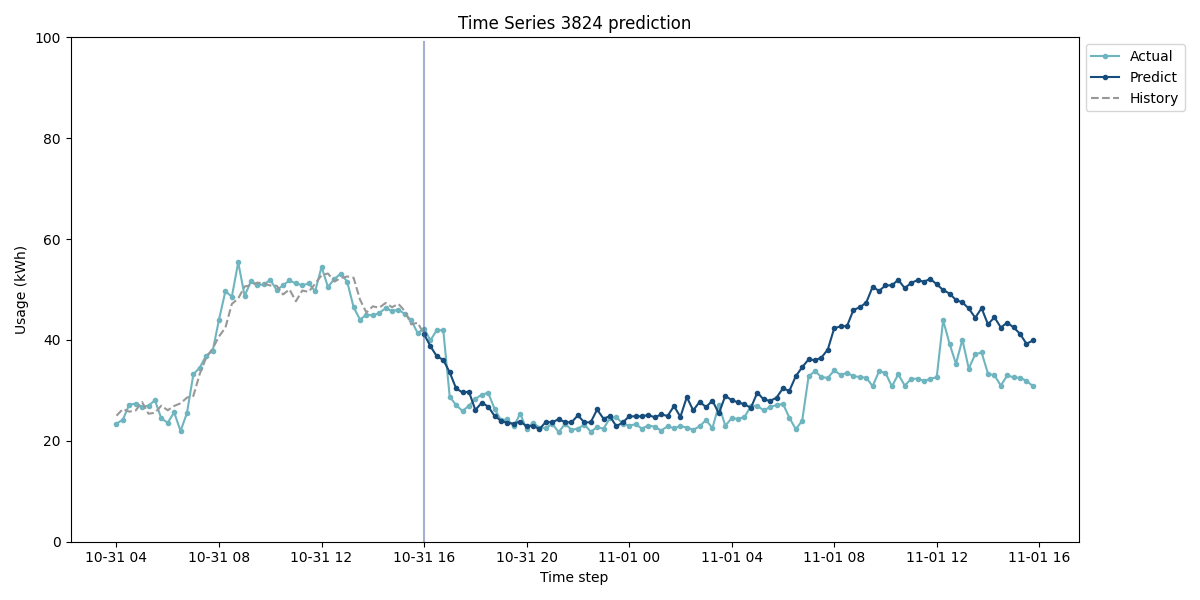 Time Series 3824 prediction
100
80
60
40
20
0
Usage (kWh)
Actual
Predict
History
10-31 04
10-31 08
10-31 12
10-31 16
10-31 20
11-01 00
11-01 04
11-01 08
11-01 12
11-01 16
Time step